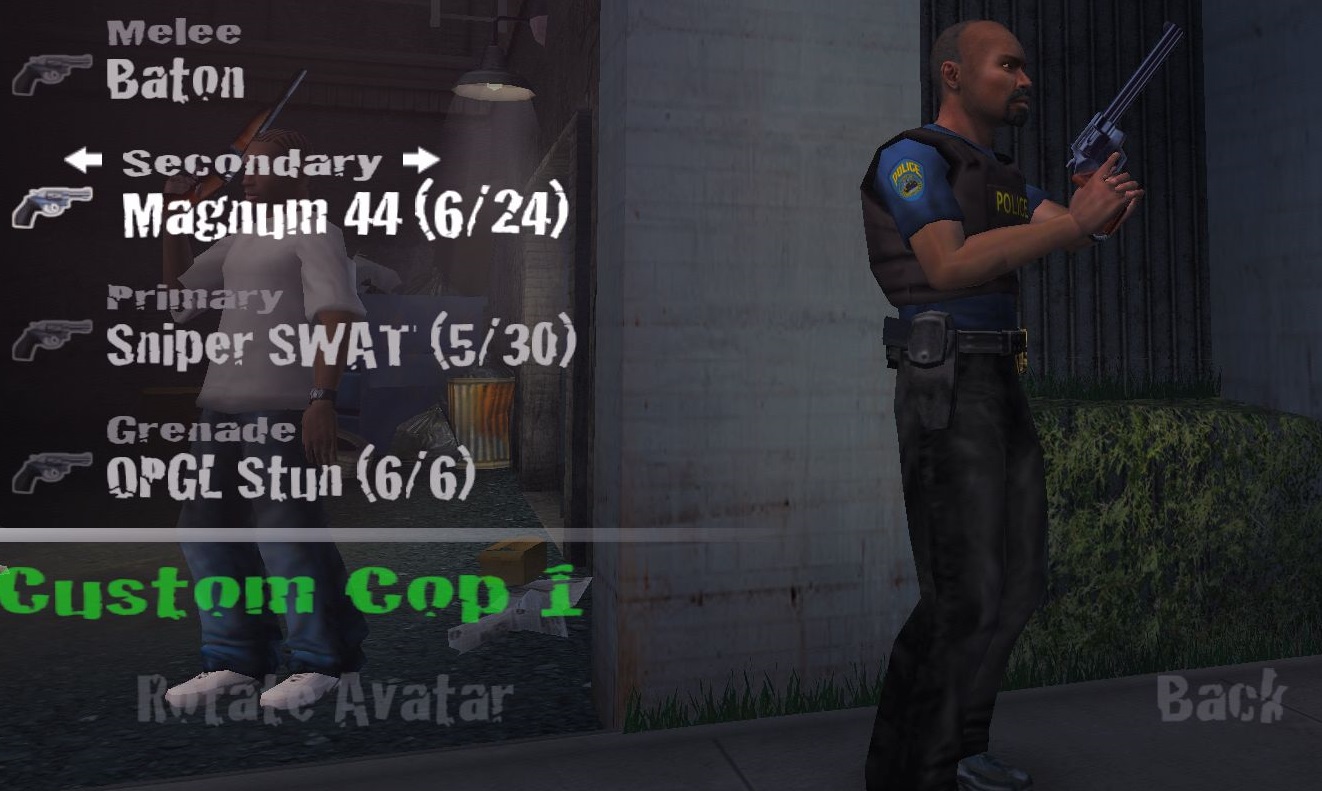 Melee
Baton
Secondary
Magnum 44 (6/24)
Primary
Sniper SWAT (5/30)
Grenade
OPGL Stun (6/6)
Custom Cop 1
Rotate Avatar
Back
POLICE
POLICE